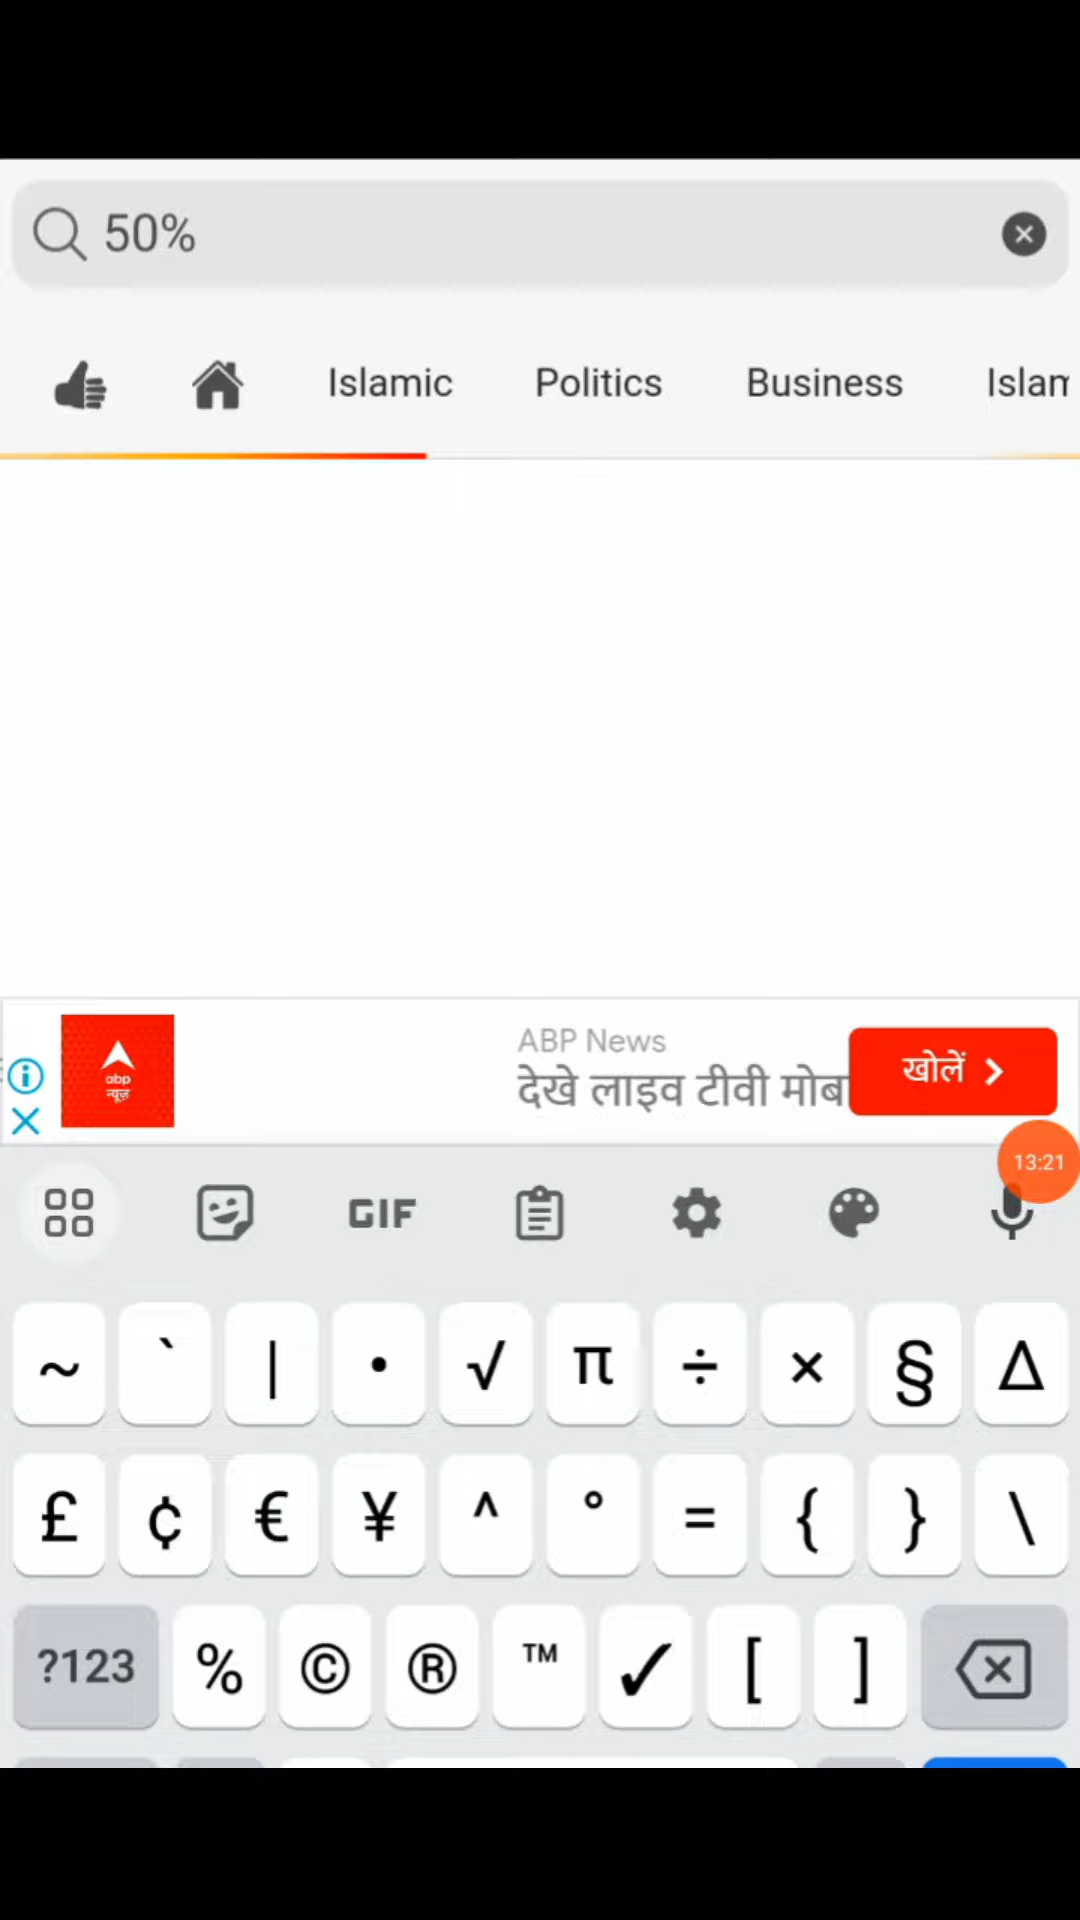 50%
Islamic Politics Business Islam
ABP News
देखे लाइव टीवी मोबा
खोलें
abp
न्यूज़
13:21
GIF
~ ` | • √ π ÷ × § Δ
£ ¢ € ¥ ^ ° = { } \
?123 % © ® ™ ✓ [ ]